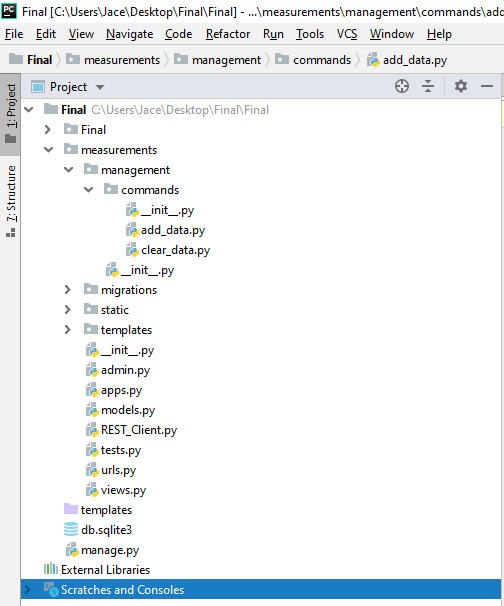 PC Final [C:\Users\Jace\Desktop\Final\Final] - ...\measurements\management\commands\add
File Edit View Navigate Code Refactor Run Tools VCS Window Help
Final measurements management commands add_data.py
1: Project
7: Structure
Project
Final C:\Users\Jace\Desktop\Final\Final
Final
measurements
management
commands
__init__.py
add_data.py
clear_data.py
__init__.py
migrations
static
templates
__init__.py
admin.py
apps.py
models.py
REST_Client.py
tests.py
urls.py
views.py
templates
db.sqlite3
manage.py
External Libraries
Scratches and Consoles